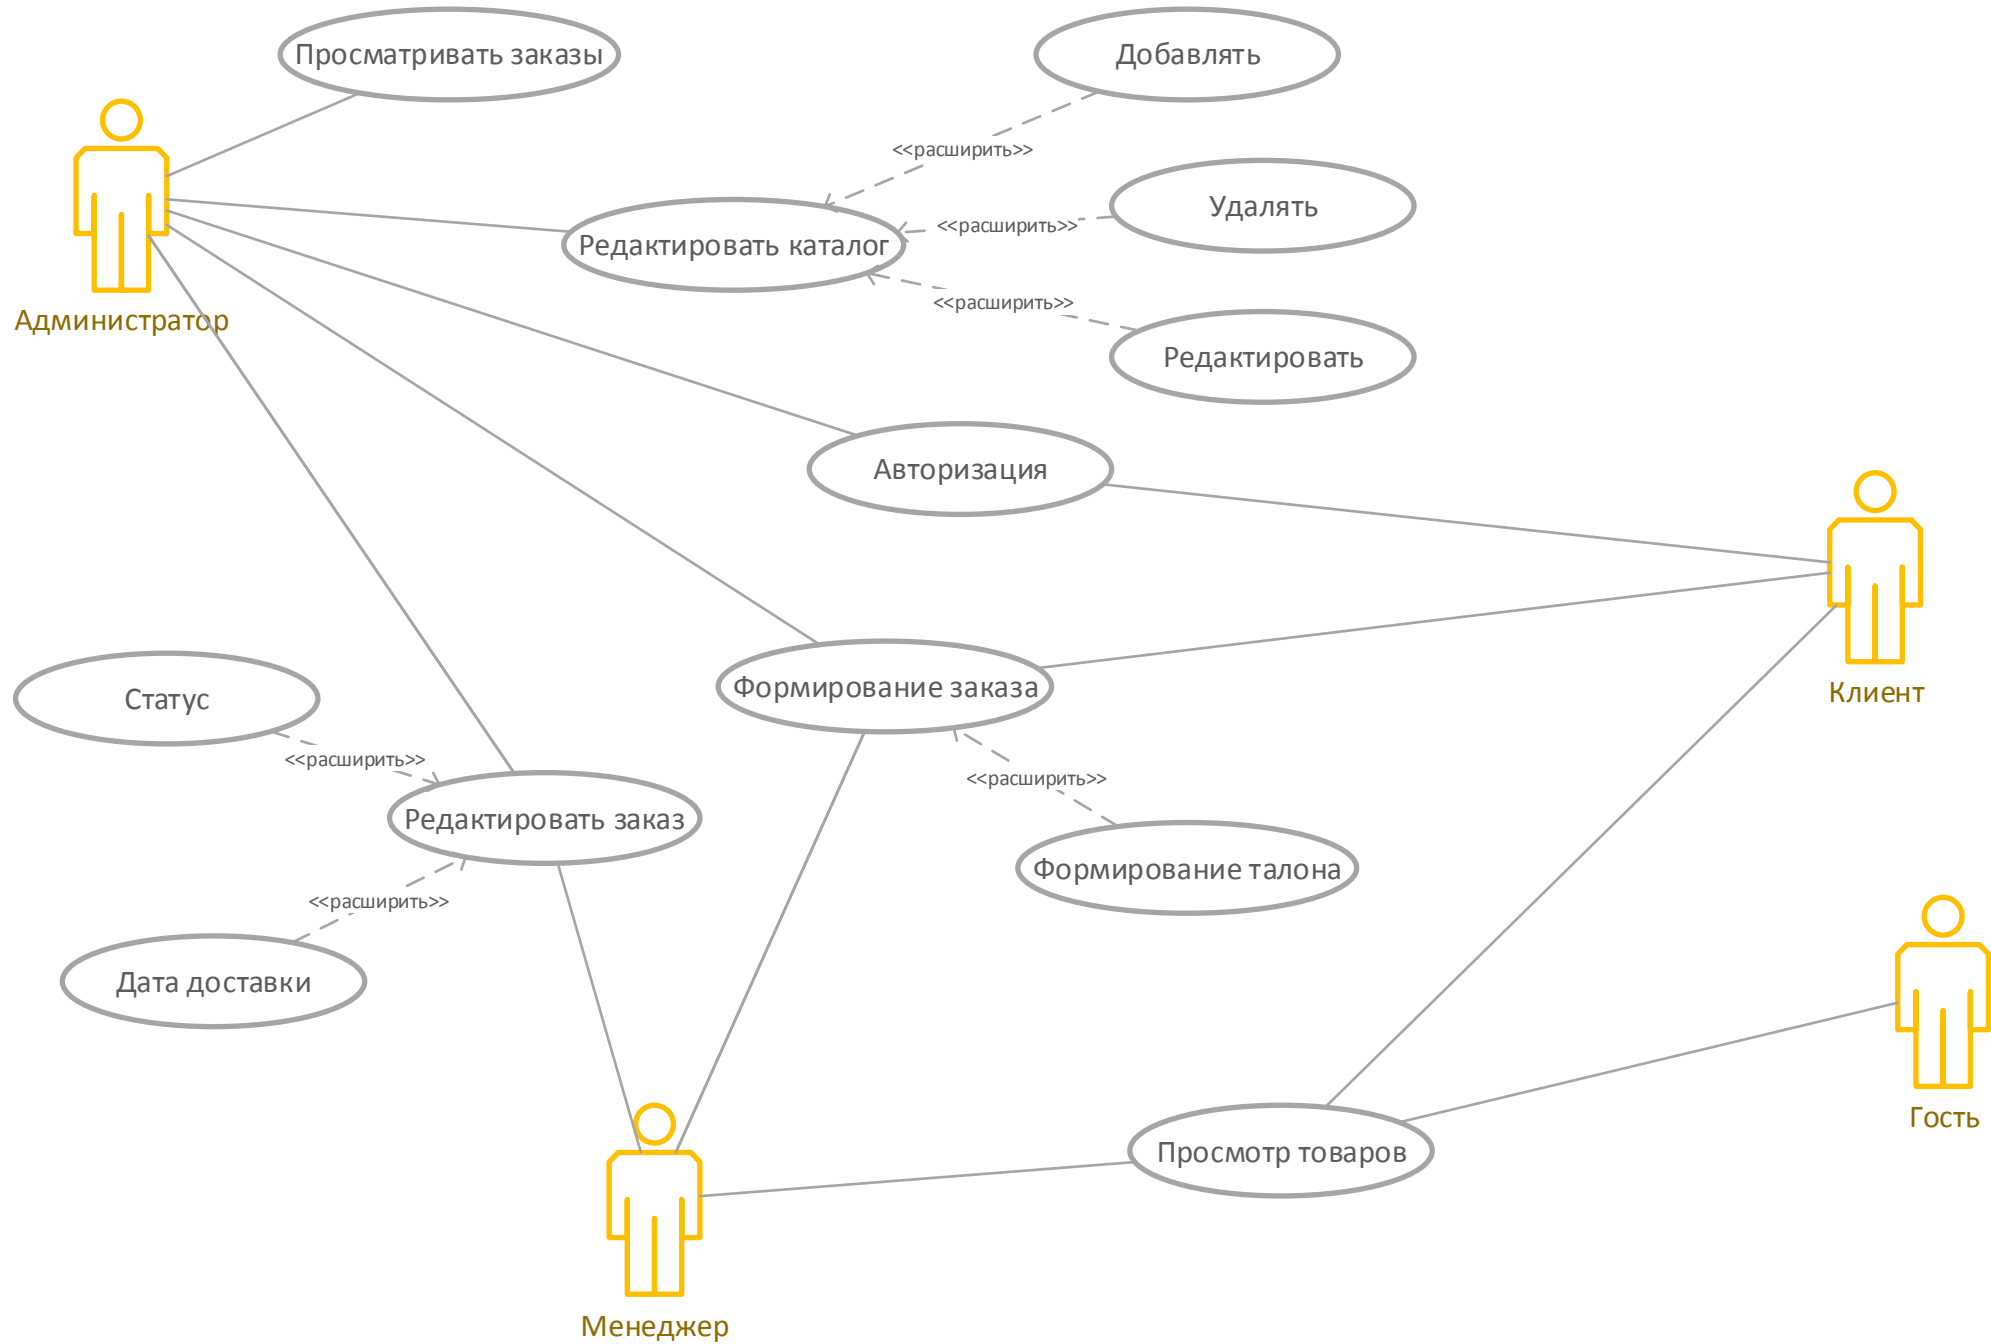 Просматривать заказы
Добавлять
<<расширить>>
Удалять
<<расширить>>
Редактировать каталог
<<расширить>>
Администратор
Редактировать
Авторизация
Формирование заказа
Клиент
Статус
<<расширить>>
<<расширить>>
Редактировать заказ
Формирование талона
<<расширить>>
Дата доставки
Гость
Просмотр товаров
Менеджер